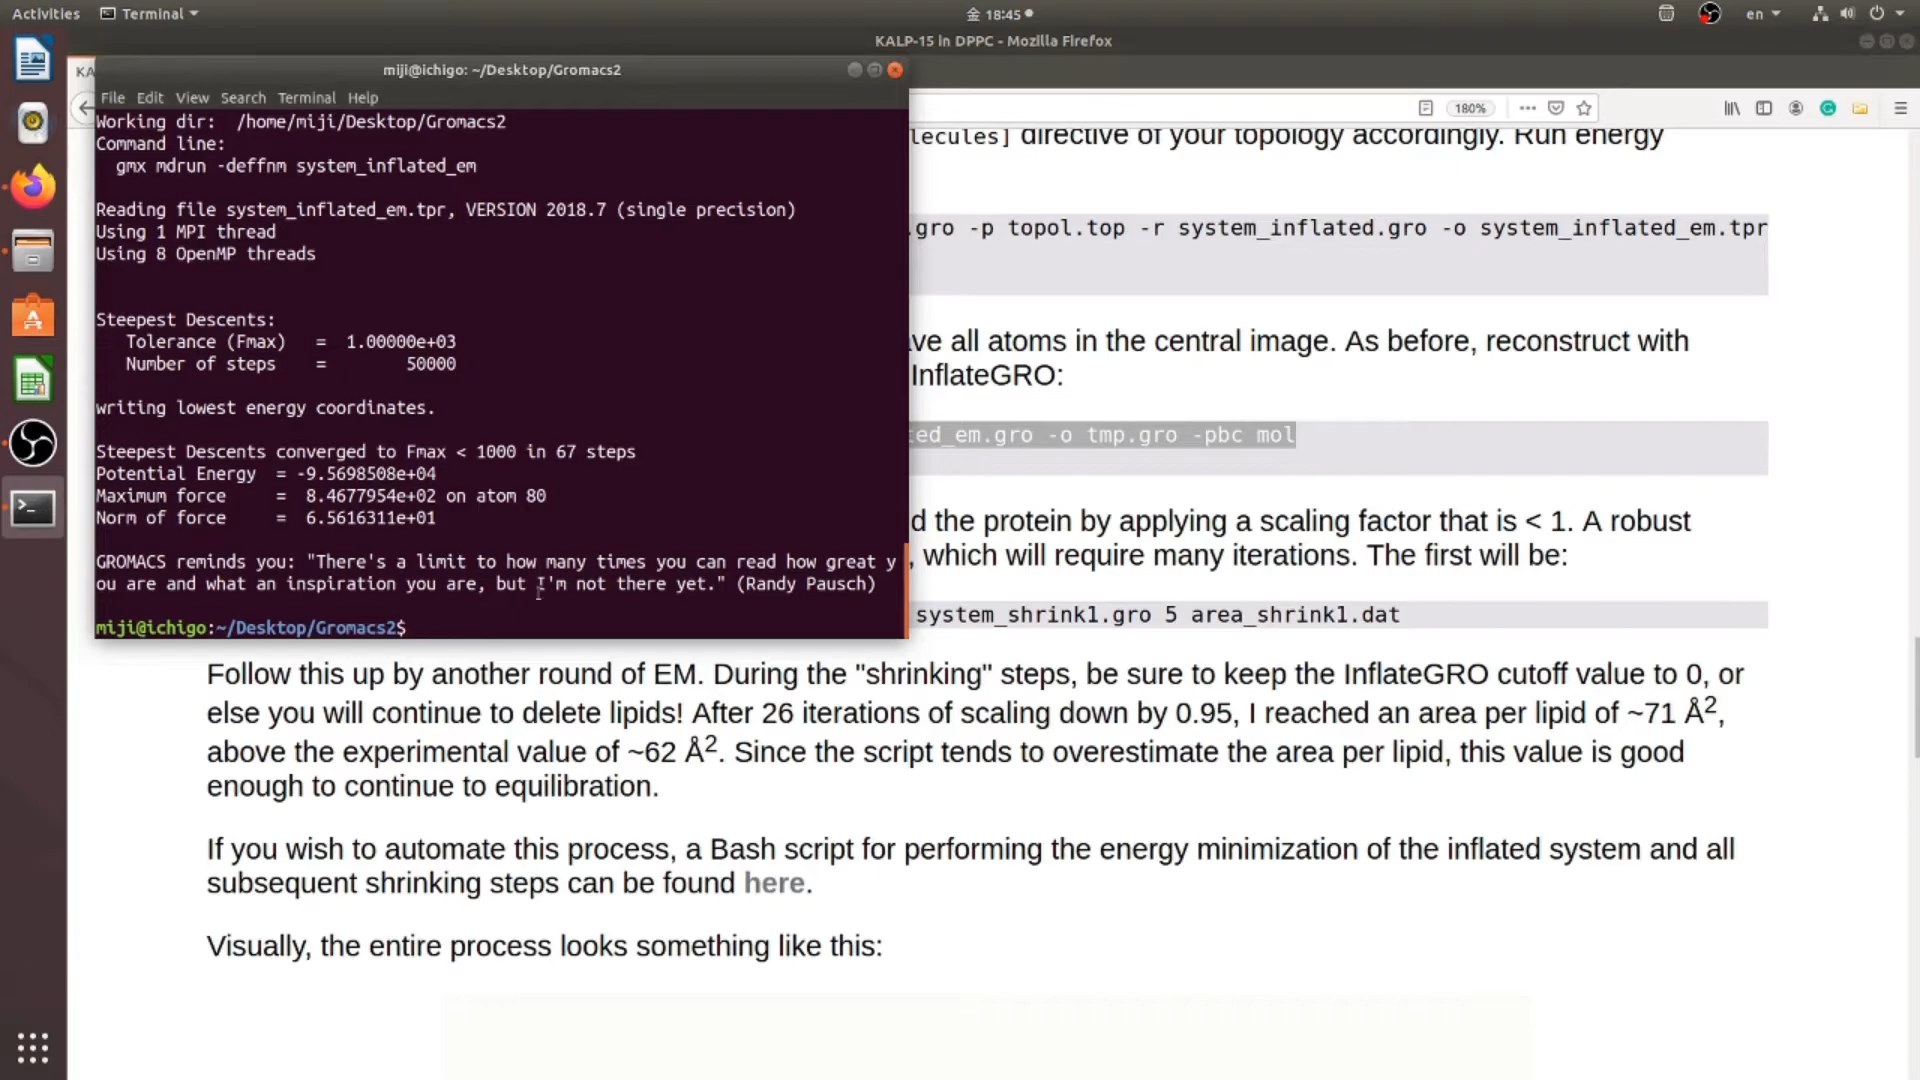 Activities
Terminal
金 18:45
en
KALP-15 in DPPC - Mozilla Firefox
KA
miji@ichigo: ~/Desktop/Gromacs2
File Edit View Search Terminal Help
180%
Working dir:  /home/miji/Desktop/Gromacs2
Command line:
gmx mdrun -deffnm system_inflated_em
Reading file system_inflated_em.tpr, VERSION 2018.7 (single precision)
Using 1 MPI thread
Using 8 OpenMP threads
Steepest Descents:
Tolerance (Fmax)   =  1.00000e+03
Number of steps    =        50000
writing lowest energy coordinates.
Steepest Descents converged to Fmax < 1000 in 67 steps
Potential Energy  = -9.5698508e+04
Maximum force     =  8.4677954e+02 on atom 80
Norm of force     =  6.5616311e+01
GROMACS reminds you: "There's a limit to how many times you can read how great y
ou are and what an inspiration you are, but I'm not there yet." (Randy Pausch)
miji@ichigo:~/Desktop/Gromacs2$
lecules] directive of your topology accordingly. Run energy
.gro -p topol.top -r system_inflated.gro -o system_inflated_em.tpr
ave all atoms in the central image. As before, reconstruct with
InflateGRO:
ted_em.gro -o tmp.gro -pbc mol
d the protein by applying a scaling factor that is < 1. A robust
, which will require many iterations. The first will be:
system_shrink1.gro 5 area_shrink1.dat
Follow this up by another round of EM. During the "shrinking" steps, be sure to keep the InflateGRO cutoff value to 0, or
else you will continue to delete lipids! After 26 iterations of scaling down by 0.95, I reached an area per lipid of ~71 Å2,
above the experimental value of ~62 Å2. Since the script tends to overestimate the area per lipid, this value is good
enough to continue to equilibration.
If you wish to automate this process, a Bash script for performing the energy minimization of the inflated system and all
subsequent shrinking steps can be found here.
Visually, the entire process looks something like this: